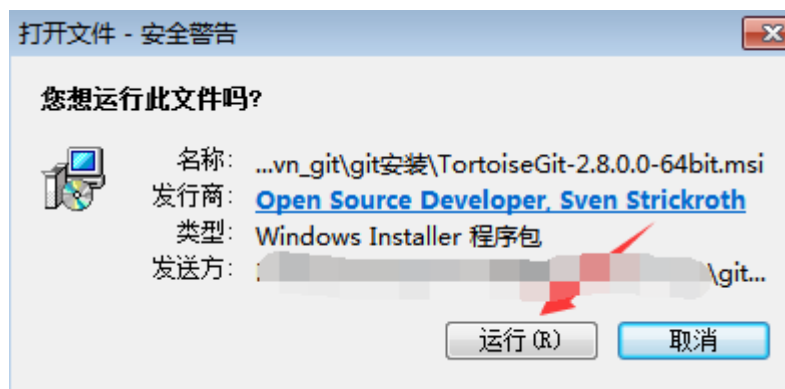 打开文件 - 安全警告
您想运行此文件吗?
名称: ...vn_git\git安装\TortoiseGit-2.8.0.0-64bit.msi
发行商: Open Source Developer, Sven Strickroth
类型: Windows Installer 程序包
发送方: \git...
运行(R) 取消